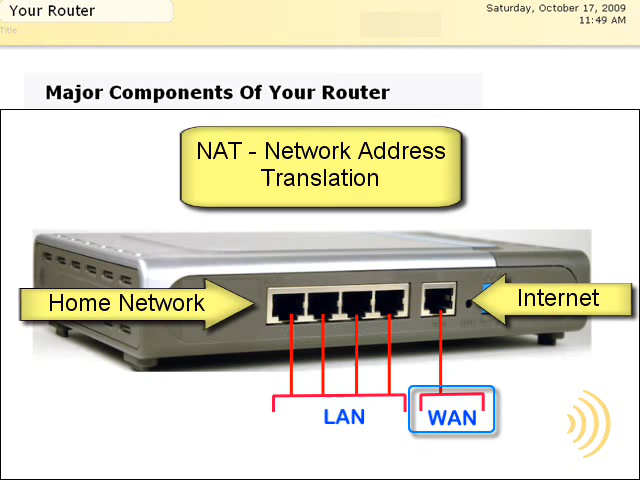 Your Router
Saturday, October 17, 2009
11:49 AM
Title
Major Components Of Your Router
NAT - Network Address
Translation
Home Network
Internet
LAN
WAN